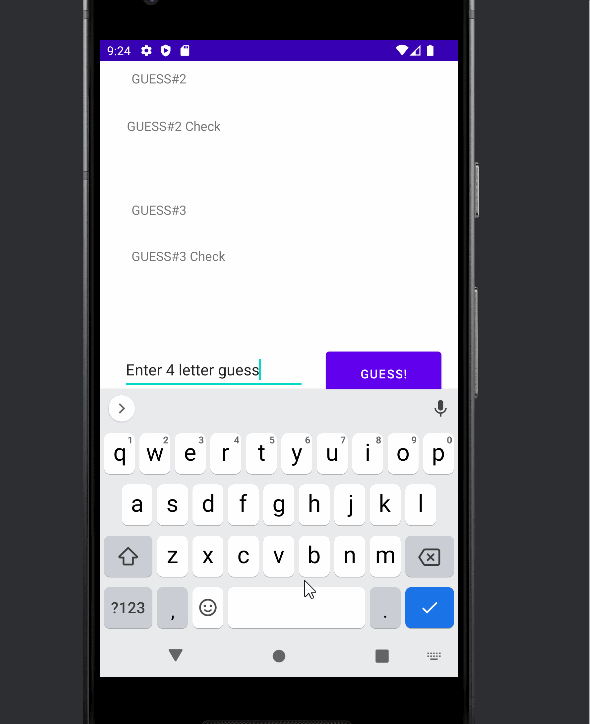 9:24
GUESS#2
GUESS#2 Check
GUESS#3
GUESS#3 Check
Enter 4 letter guess
GUESS!
1 2 3 4 5 6 7 8 9 0
q w e r t y u i o p
a s d f g h j k l
z x c v b n m
?123 , .